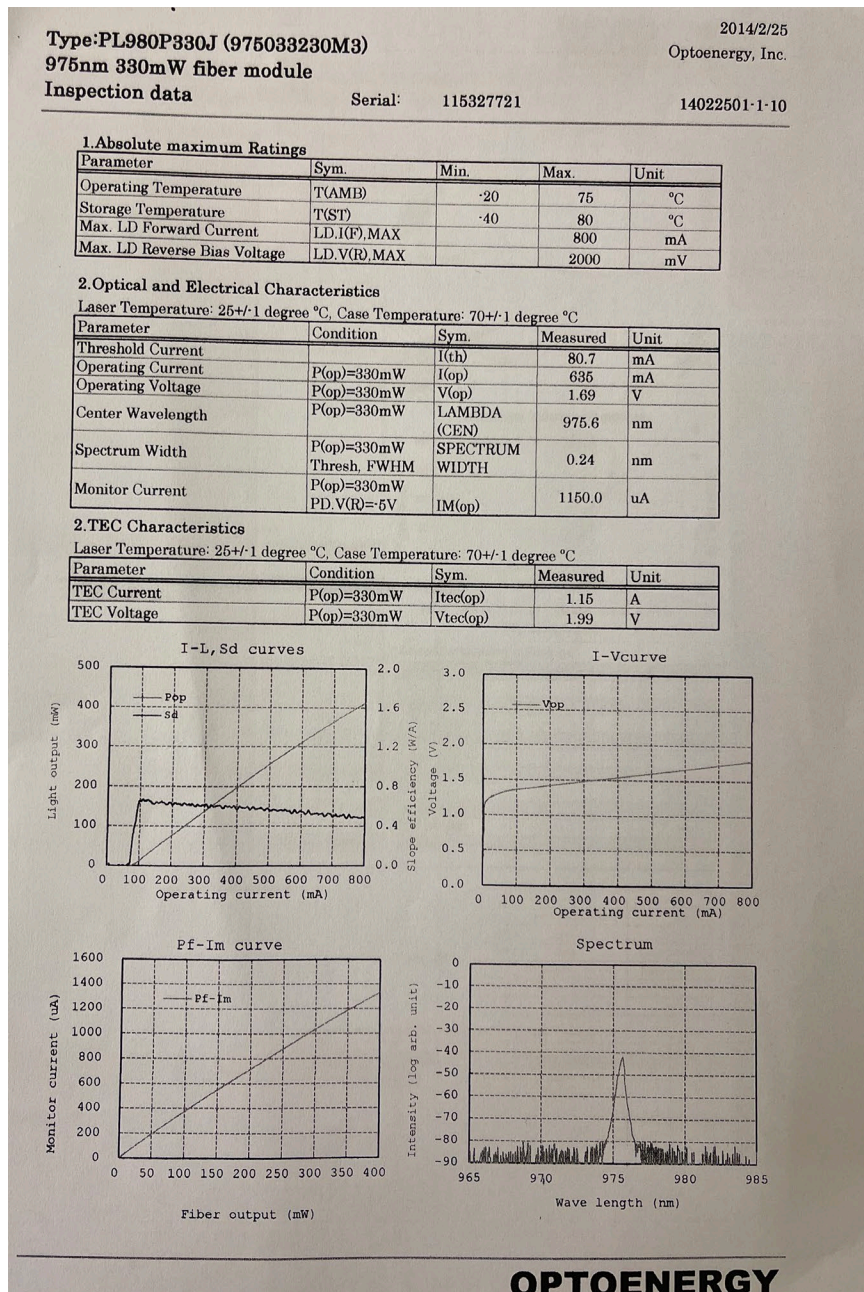 2014/2/25
Type:PL980P330J (975033230M3)
Optoenergy, Inc.
975nm 330mW fiber module
Inspection data Serial: 115327721 14022501-1-10
1.Absolute maximum Ratings
Parameter Sym. Min. Max. Unit
Operating Temperature T(AMB) -20 75 °C
Storage Temperature T(ST) -40 80 °C
Max. LD Forward Current LD.I(F),MAX 800 mA
Max. LD Reverse Bias Voltage LD.V(R),MAX 2000 mV
2.Optical and Electrical Characteristics
Laser Temperature: 25+/-1 degree °C, Case Temperature: 70+/-1 degree °C
Parameter Condition Sym. Measured Unit
Threshold Current I(th) 80.7 mA
Operating Current P(op)=330mW I(op) 635 mA
Operating Voltage P(op)=330mW V(op) 1.69 V
Center Wavelength P(op)=330mW LAMBDA
(CEN) 975.6 nm
Spectrum Width P(op)=330mW SPECTRUM
Thresh, FWHM WIDTH 0.24 nm
Monitor Current P(op)=330mW
PD.V(R)=-5V IM(op) 1150.0 uA
2.TEC Characteristics
Laser Temperature: 25+/-1 degree °C, Case Temperature: 70+/-1 degree °C
Parameter Condition Sym. Measured Unit
TEC Current P(op)=330mW Itec(op) 1.15 A
TEC Voltage P(op)=330mW Vtec(op) 1.99 V
I-L,Sd curves
500
400
300
200
100
0
Light output (mW)
Pop
Sd
2.0
1.6
1.2
0.8
0.4
0.0
Slope efficiency (W/A)
0 100 200 300 400 500 600 700 800
Operating current (mA)
I-Vcurve
3.0
2.5
2.0
1.5
1.0
0.5
0.0
Voltage (V)
Vop
0 100 200 300 400 500 600 700 800
Operating current (mA)
Pf-Im curve
1600
1400
1200
1000
800
600
400
200
0
Monitor current (uA)
Pf-Im
0 50 100 150 200 250 300 350 400
Fiber output (mW)
Spectrum
0
-10
-20
-30
-40
-50
-60
-70
-80
-90
Intensity (log arb. unit)
965 970 975 980 985
Wave length (nm)
OPTOENERGY